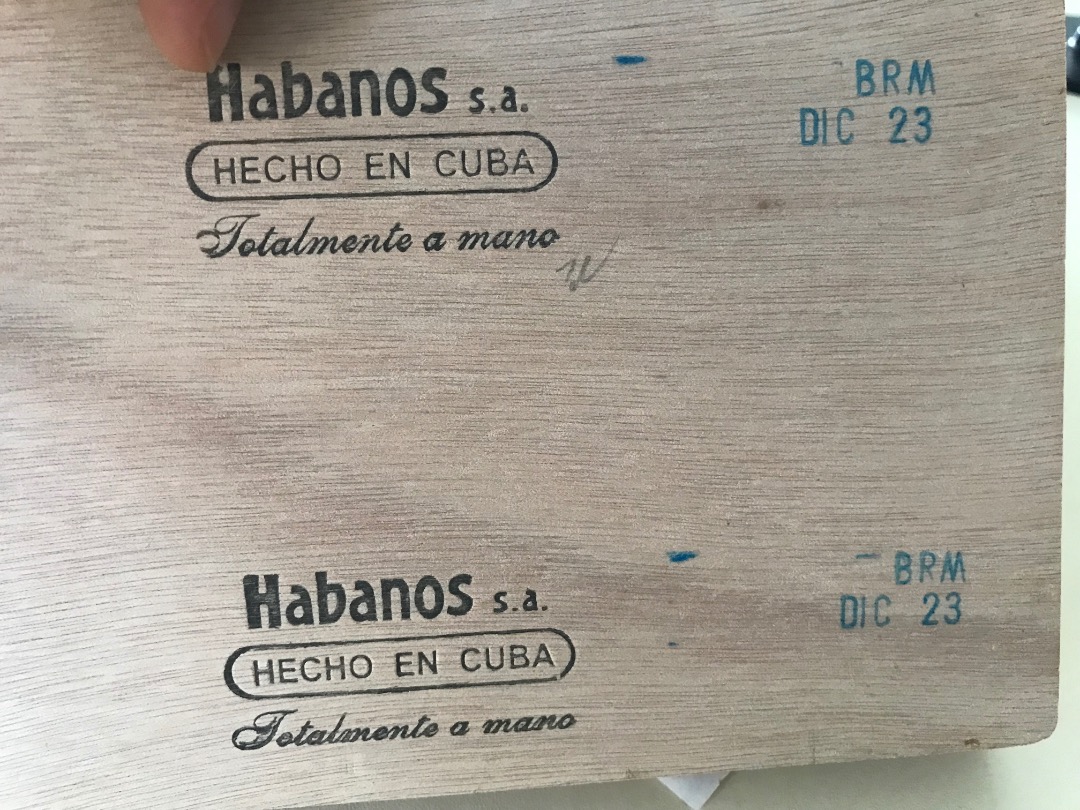 Habanos s.a.
BRM
DIC 23
HECHO EN CUBA
Totalmente a mano
Habanos s.a.
BRM
DIC 23
HECHO EN CUBA
Totalmente a mano